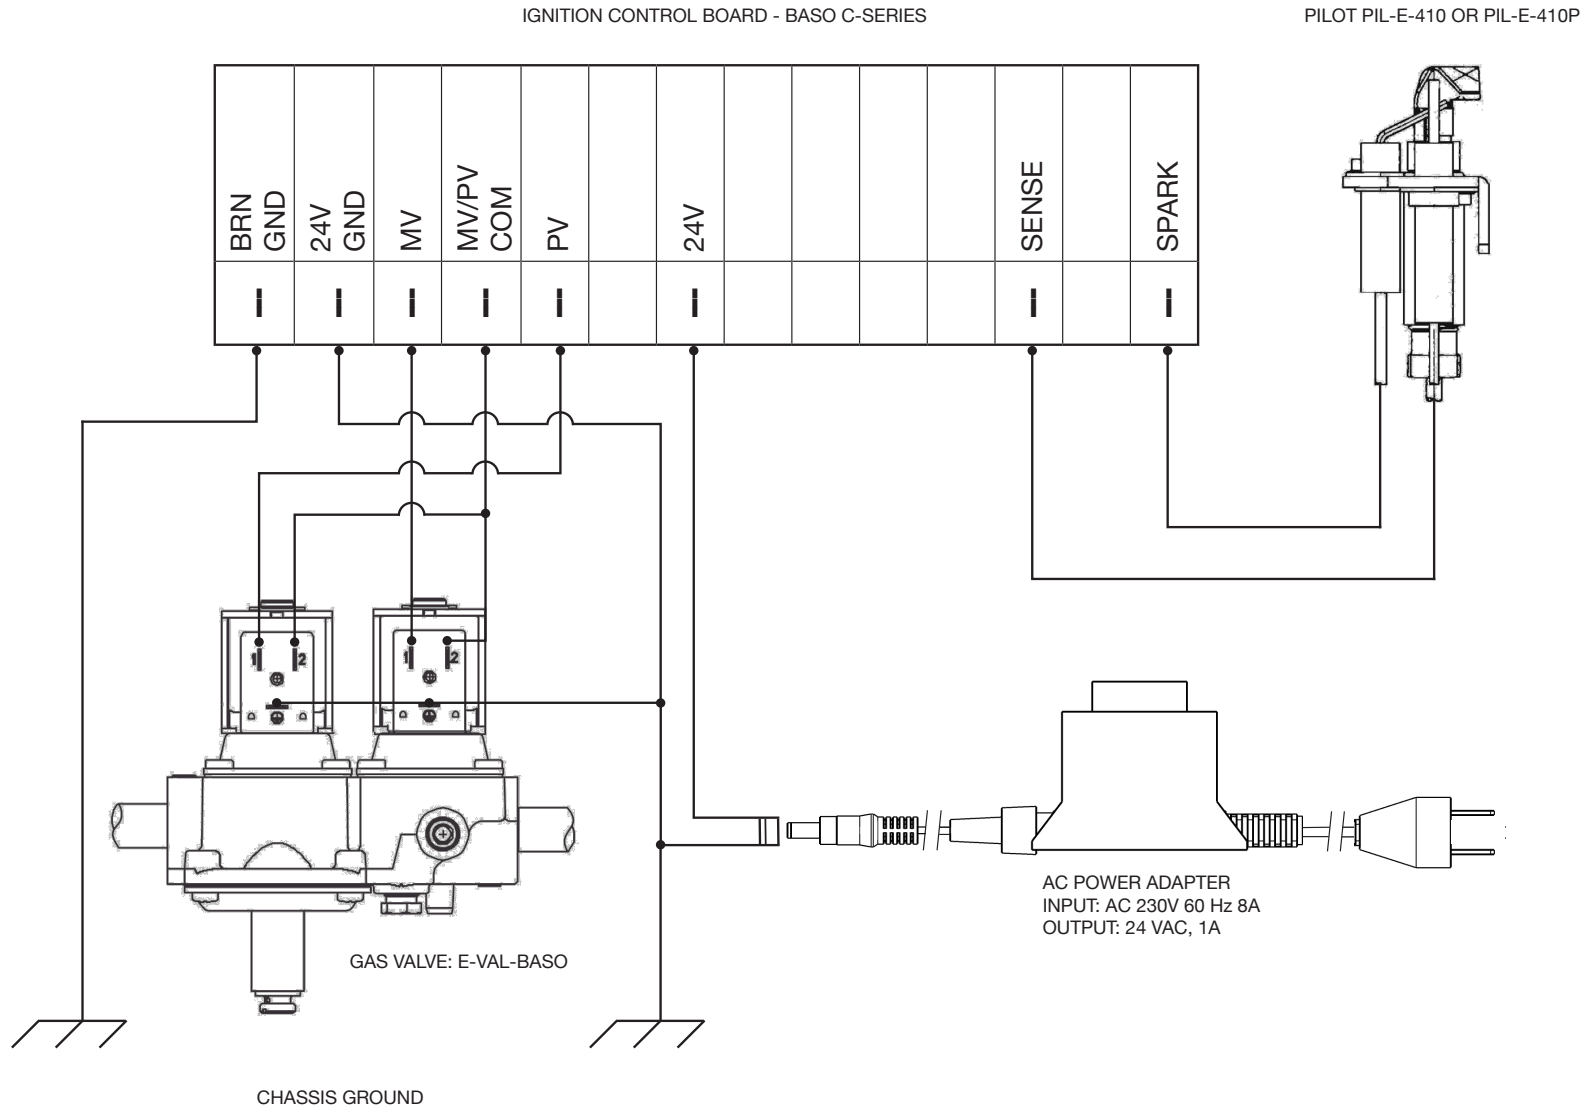 IGNITION CONTROL BOARD - BASO C-SERIES
PILOT PIL-E-410 OR PIL-E-410P
BRN
GND
24V
GND
MV
MV/PV
COM
PV
24V
SENSE
SPARK
1
2
1
2
AC POWER ADAPTER
INPUT: AC 230V 60 Hz 8A
OUTPUT: 24 VAC, 1A
GAS VALVE: E-VAL-BASO
CHASSIS GROUND